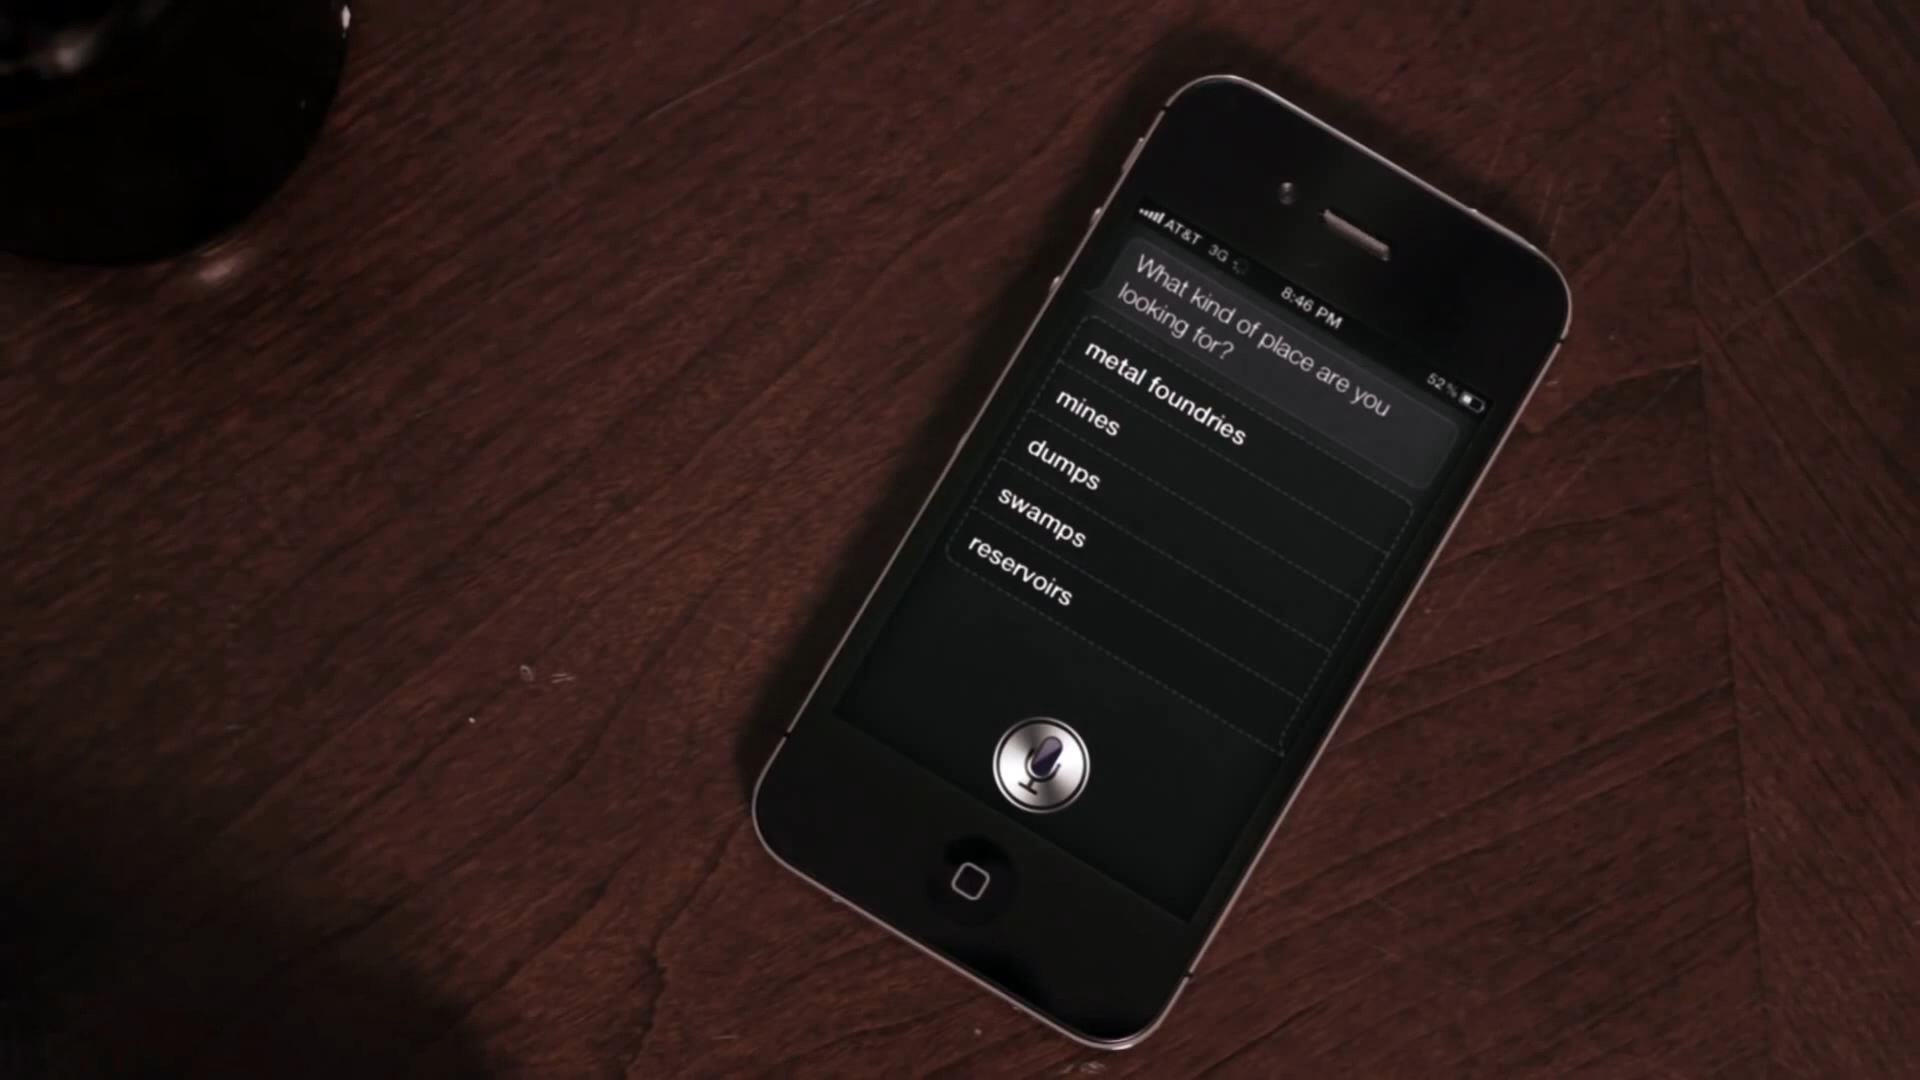 AT&T 3G 8:46 PM 52%
What kind of place are you
looking for?
metal foundries
mines
dumps
swamps
reservoirs